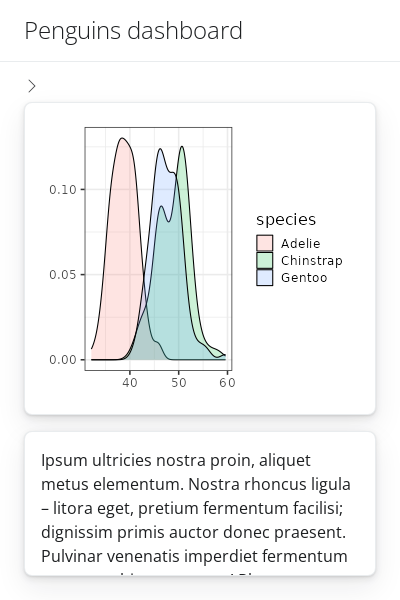 Penguins dashboard
0.10
0.05
0.00
40
50
60
species
Adelie
Chinstrap
Gentoo
Ipsum ultricies nostra proin, aliquet
metus elementum. Nostra rhoncus ligula
– litora eget, pretium fermentum facilisi;
dignissim primis auctor donec praesent.
Pulvinar venenatis imperdiet fermentum